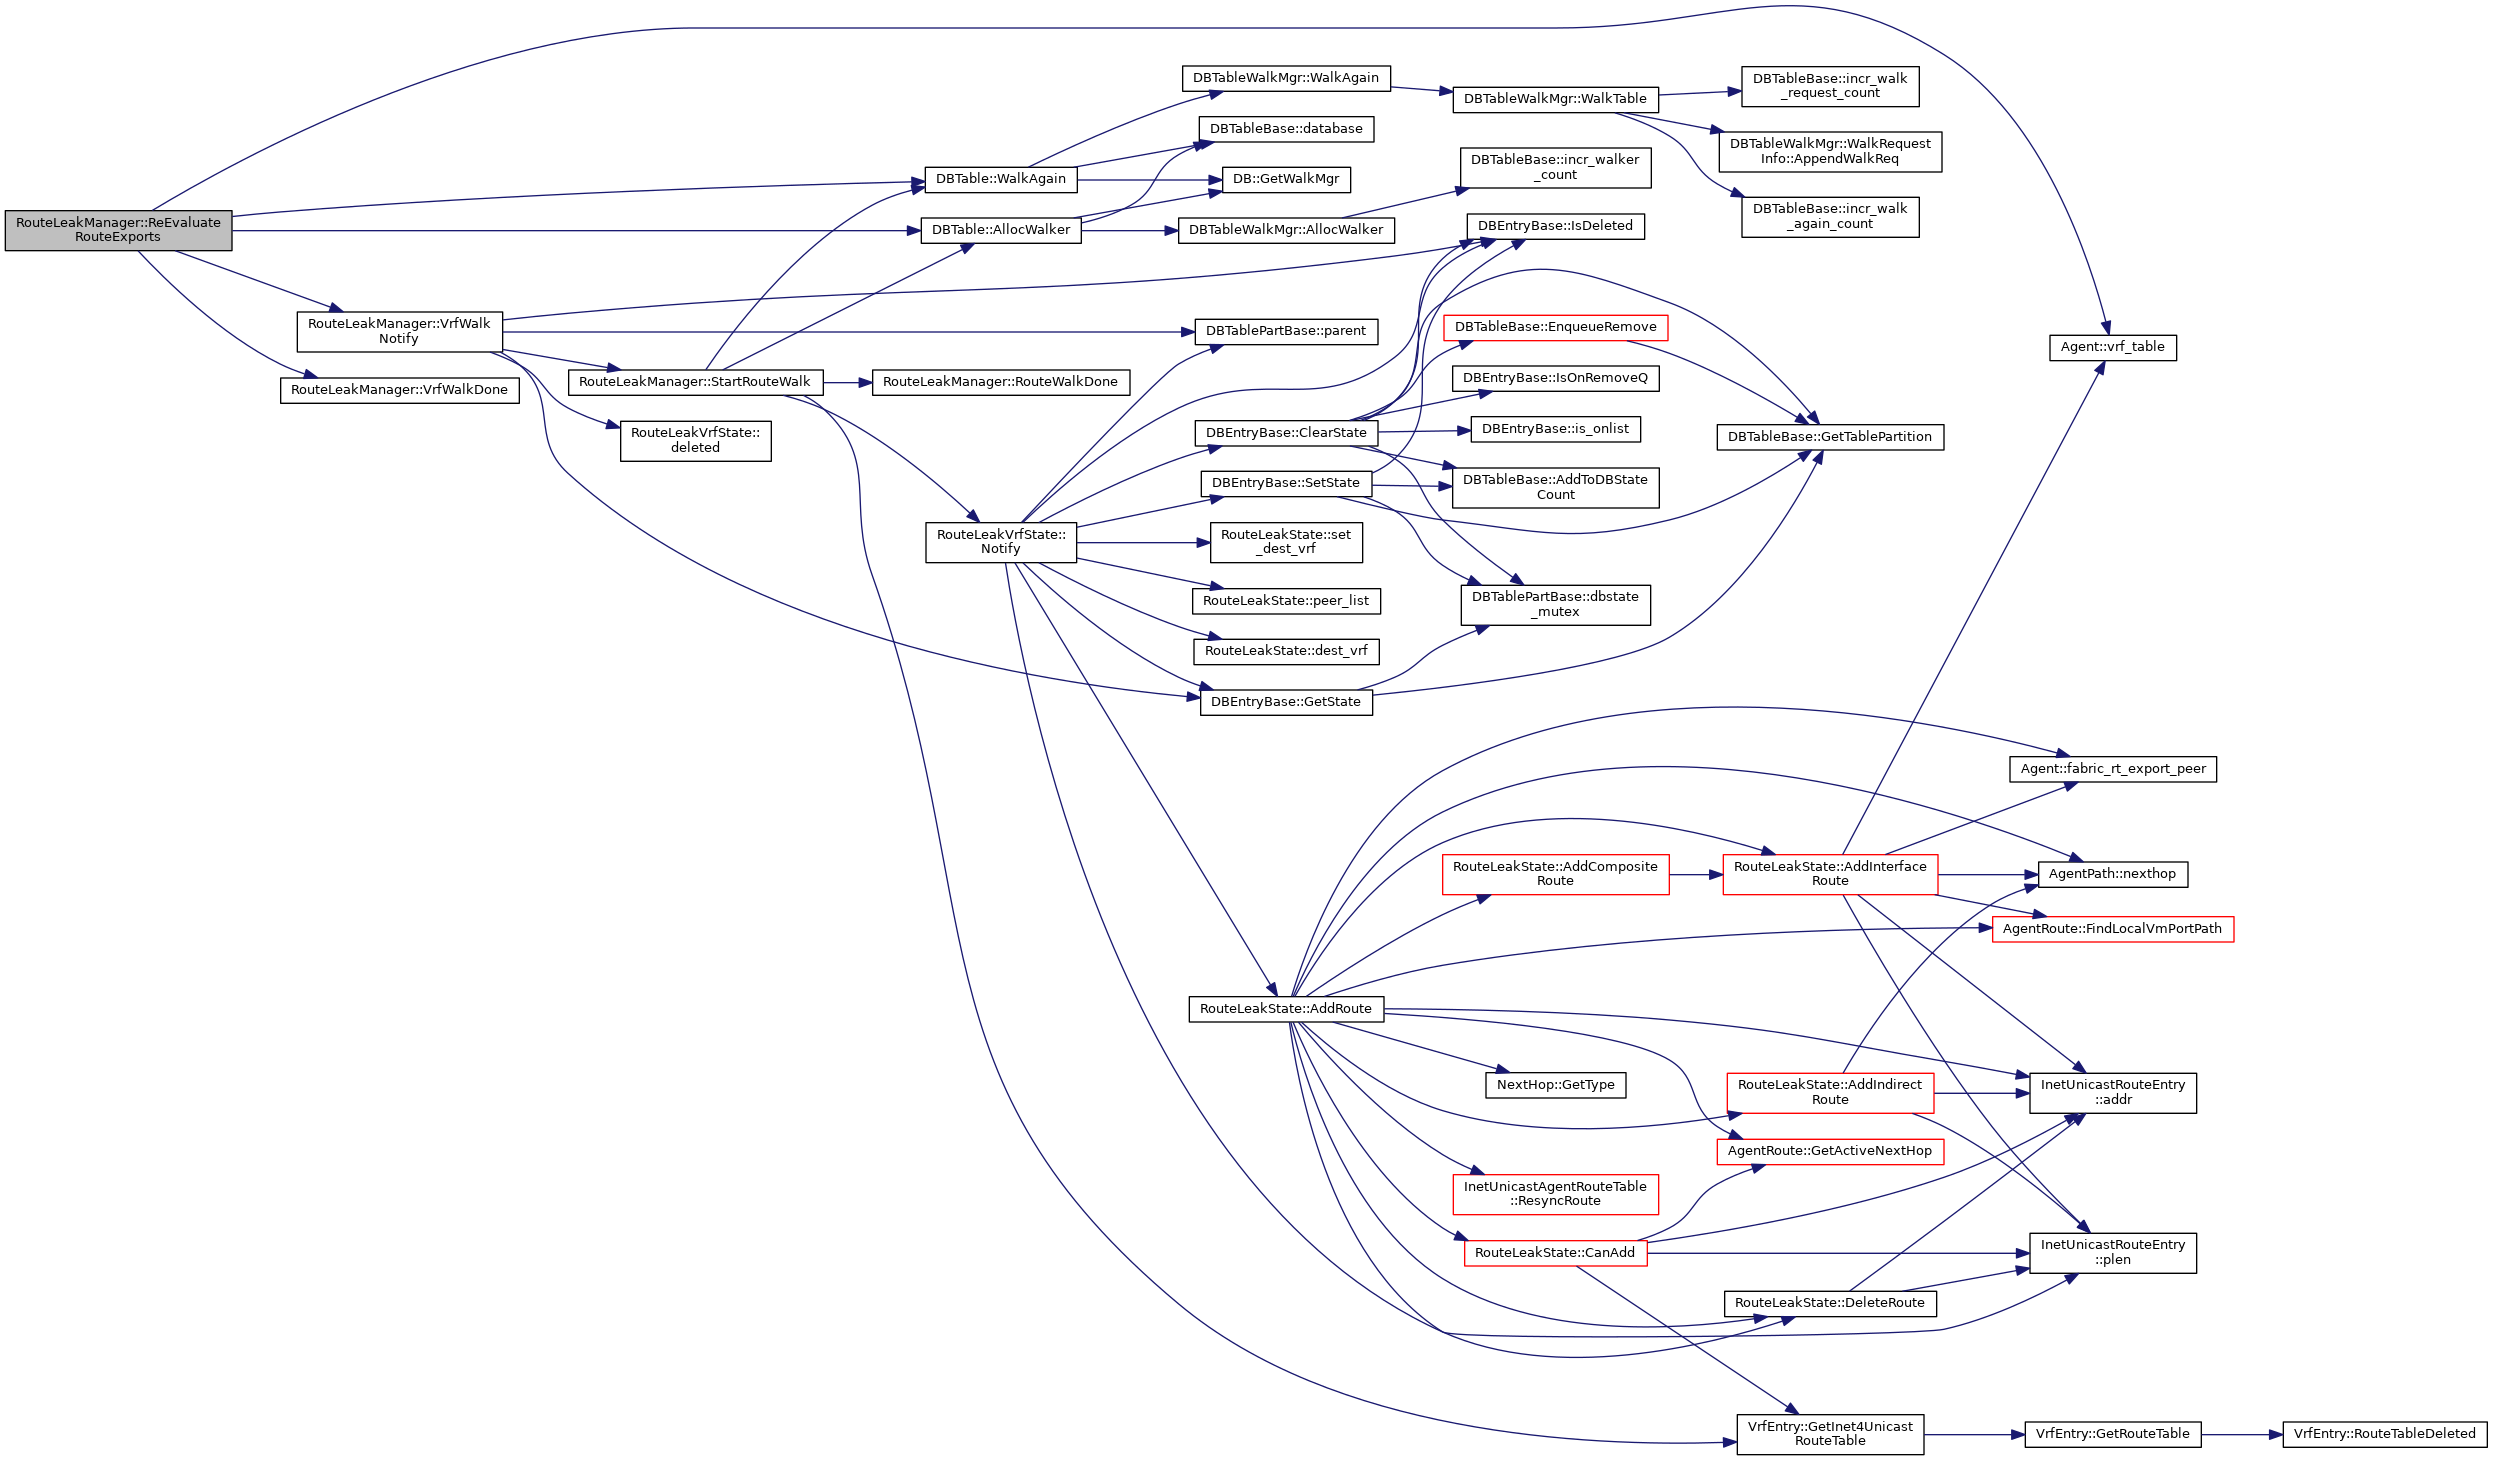 RouteLeakManager::ReEvaluate
RouteExports
RouteLeakManager::VrfWalk
Notify
RouteLeakManager::VrfWalkDone
RouteLeakManager::StartRouteWalk
RouteLeakVrfState::
deleted
DBTable::WalkAgain
DBTable::AllocWalker
RouteLeakManager::RouteWalkDone
RouteLeakVrfState::
Notify
DBTableWalkMgr::WalkAgain
DBTableBase::database
DB::GetWalkMgr
DBTableWalkMgr::AllocWalker
DBTablePartBase::parent
DBEntryBase::ClearState
DBEntryBase::SetState
RouteLeakState::set
_dest_vrf
RouteLeakState::peer_list
RouteLeakState::dest_vrf
DBEntryBase::GetState
RouteLeakState::AddRoute
DBTableWalkMgr::WalkTable
DBTableBase::incr_walker
_count
DBEntryBase::IsDeleted
DBTableBase::EnqueueRemove
DBEntryBase::IsOnRemoveQ
DBEntryBase::is_onlist
DBTableBase::AddToDBState
Count
DBTablePartBase::dbstate
_mutex
RouteLeakState::AddComposite
Route
NextHop::GetType
InetUnicastAgentRouteTable
::ResyncRoute
RouteLeakState::CanAdd
DBTableBase::incr_walk
_request_count
DBTableWalkMgr::WalkRequest
Info::AppendWalkReq
DBTableBase::incr_walk
_again_count
DBTableBase::GetTablePartition
RouteLeakState::AddInterface
Route
RouteLeakState::AddIndirect
Route
AgentRoute::GetActiveNextHop
RouteLeakState::DeleteRoute
VrfEntry::GetInet4Unicast
RouteTable
Agent::vrf_table
Agent::fabric_rt_export_peer
AgentPath::nexthop
AgentRoute::FindLocalVmPortPath
InetUnicastRouteEntry
::addr
InetUnicastRouteEntry
::plen
VrfEntry::GetRouteTable
VrfEntry::RouteTableDeleted